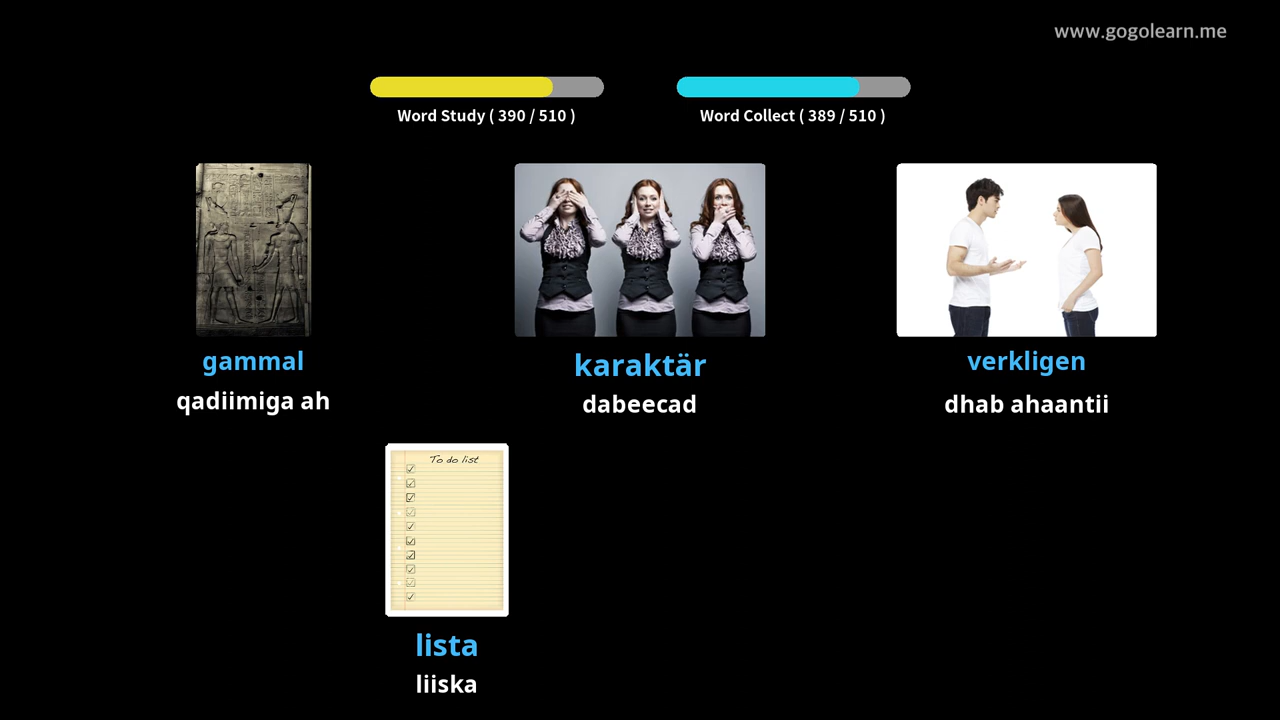 www.gogolearn.me
Word Study ( 390 / 510 )
Word Collect ( 389 / 510 )
gammal
qadiimiga ah
karaktär
dabeecad
verkligen
dhab ahaantii
To do list
lista
liiska